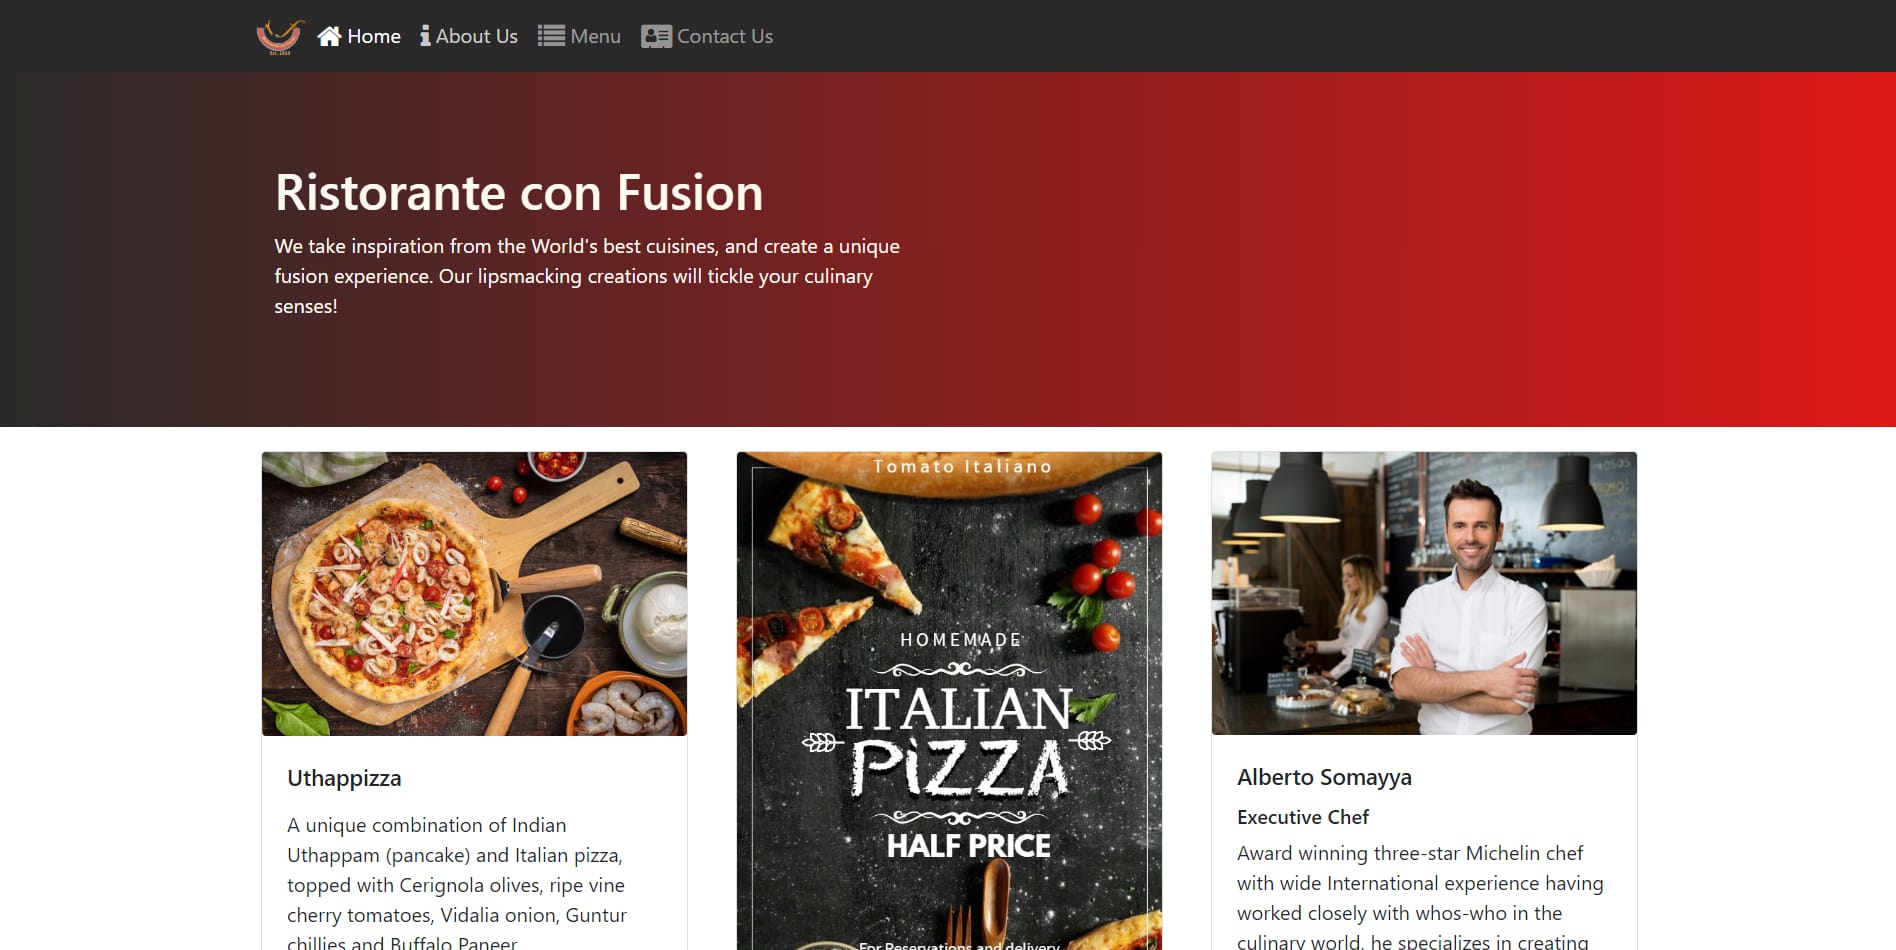 Home About Us Menu Contact Us
Ristorante con Fusion
We take inspiration from the World's best cuisines, and create a unique
fusion experience. Our lipsmacking creations will tickle your culinary
senses!
Uthappizza
A unique combination of Indian
Uthappam (pancake) and Italian pizza,
topped with Cerignola olives, ripe vine
cherry tomatoes, Vidalia onion, Guntur
chillies and Buffalo Paneer
Tomato Italiano
HOMEMADE
ITALIAN
PiZZA
HALF PRICE
For Reservations and delivery
Alberto Somayya
Executive Chef
Award winning three-star Michelin chef
with wide International experience having
worked closely with whos-who in the
culinary world, he specializes in creating